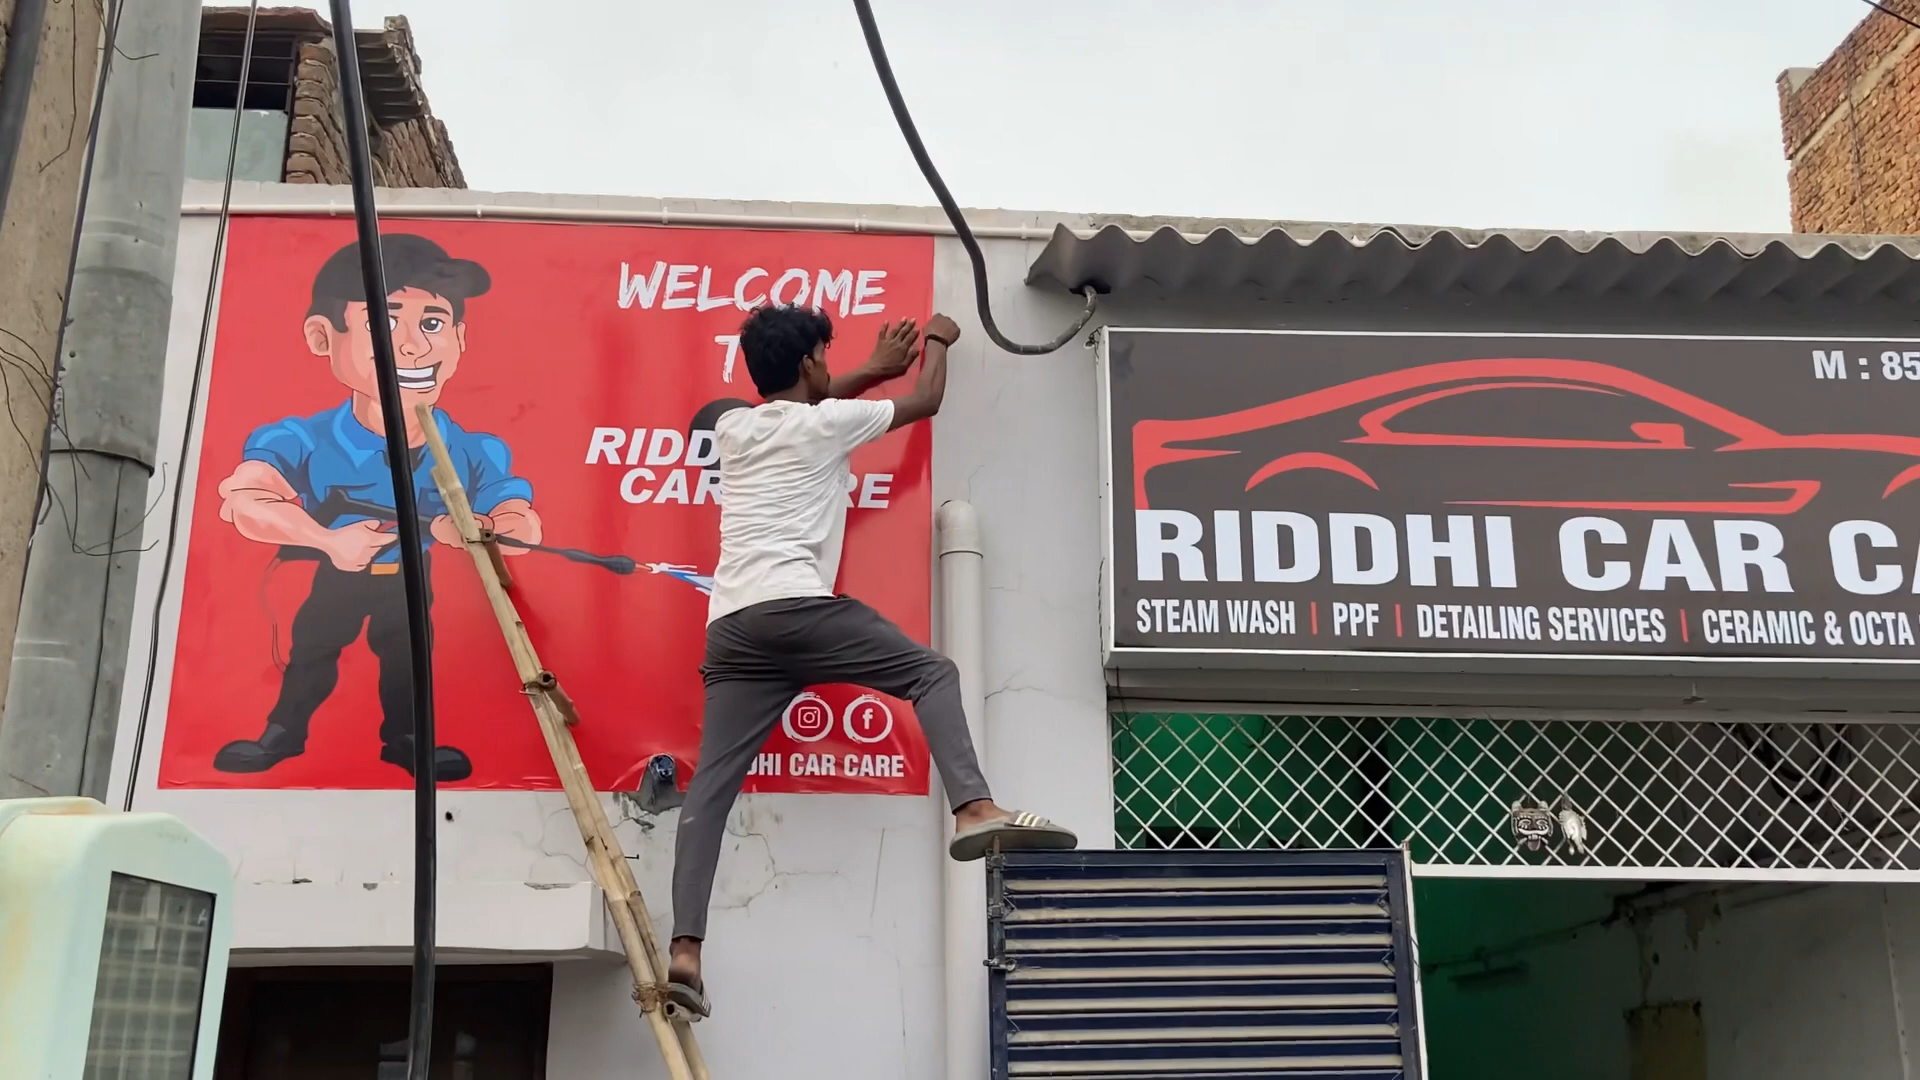 WELCOME
T
RIDD
CAR RE
DHI CAR CARE
M : 85
RIDDHI CAR CA
STEAM WASH | PPF | DETAILING SERVICES | CERAMIC & OCTA